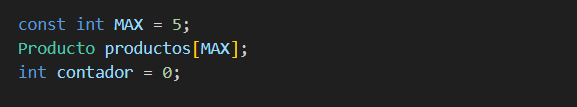 const int MAX = 5;
Producto productos[MAX];
int contador = 0;